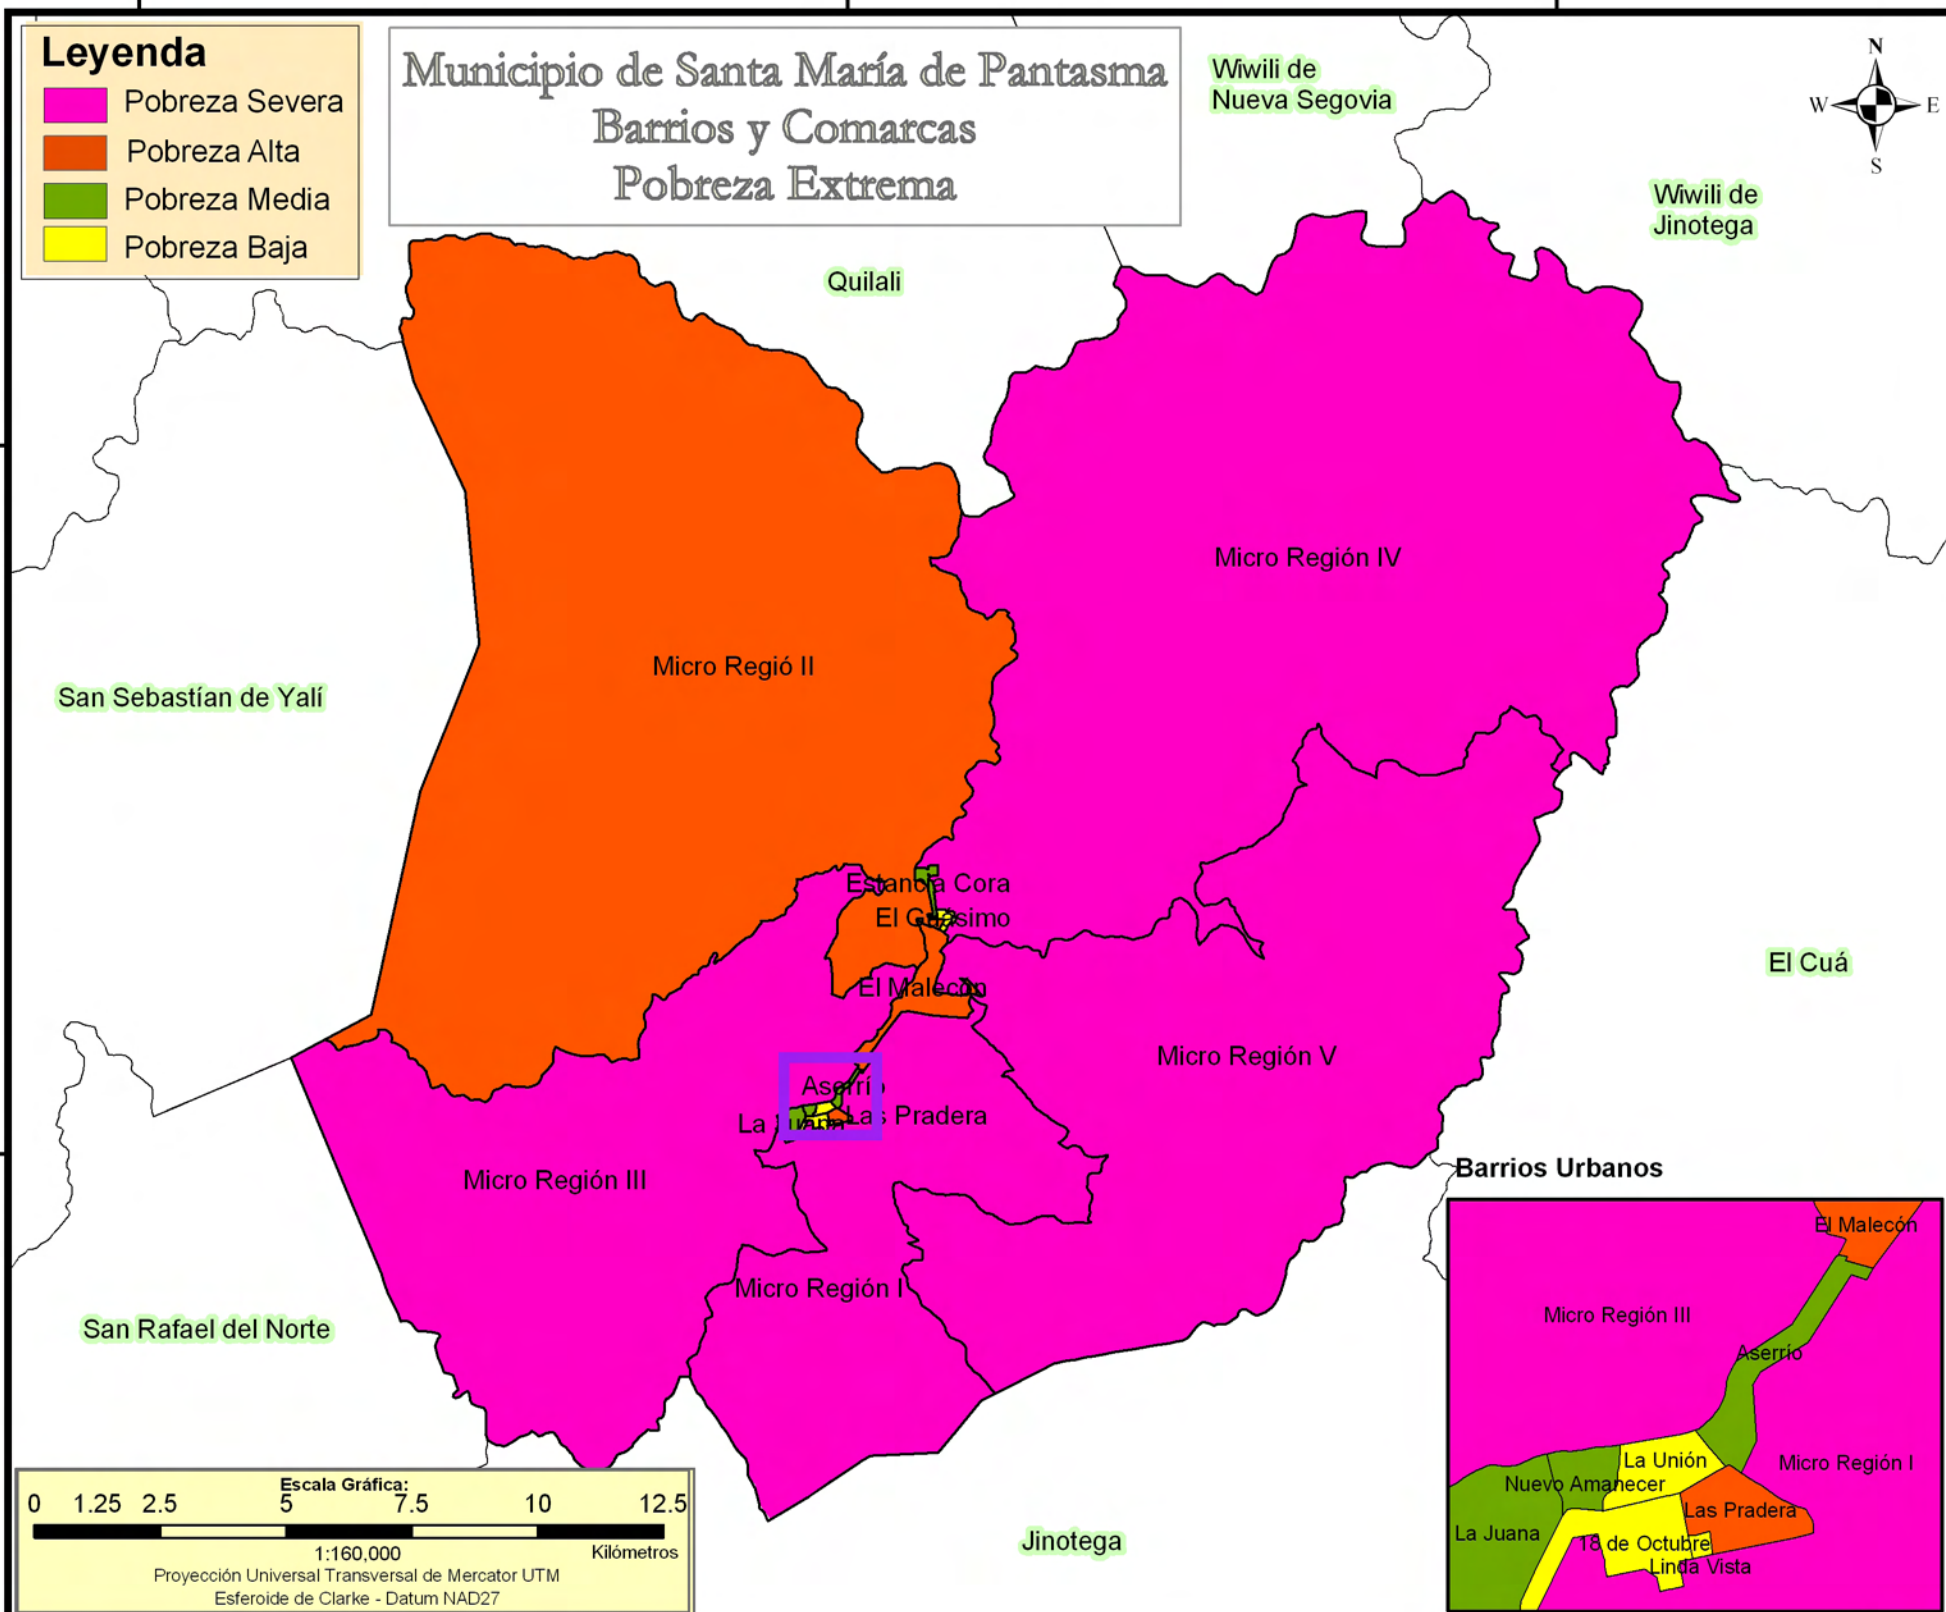 Leyenda
Pobreza Severa
Pobreza Alta
Pobreza Media
Pobreza Baja
Municipio de Santa María de Pantasma
Barrios y Comarcas
Pobreza Extrema
Wiwili de
Nueva Segovia
N
W
E
S
Wiwili de
Jinotega
Quilali
Micro Región IV
Micro Regió II
San Sebastían de Yalí
Estancia Cora
El Guásimo
El Cuá
El Malecón
Micro Región V
Aserrío
Las Pradera
La Juana
Micro Región III
Micro Región I
San Rafael del Norte
Jinotega
Barrios Urbanos
El Malecón
Micro Región III
Aserrío
La Unión
Micro Región I
Nuevo Amanecer
Las Pradera
La Juana
18 de Octubre
Linda Vista
Escala Gráfica:
0 1.25 2.5 5 7.5 10 12.5
1:160,000 Kilómetros
Proyección Universal Transversal de Mercator UTM
Esferoide de Clarke - Datum NAD27